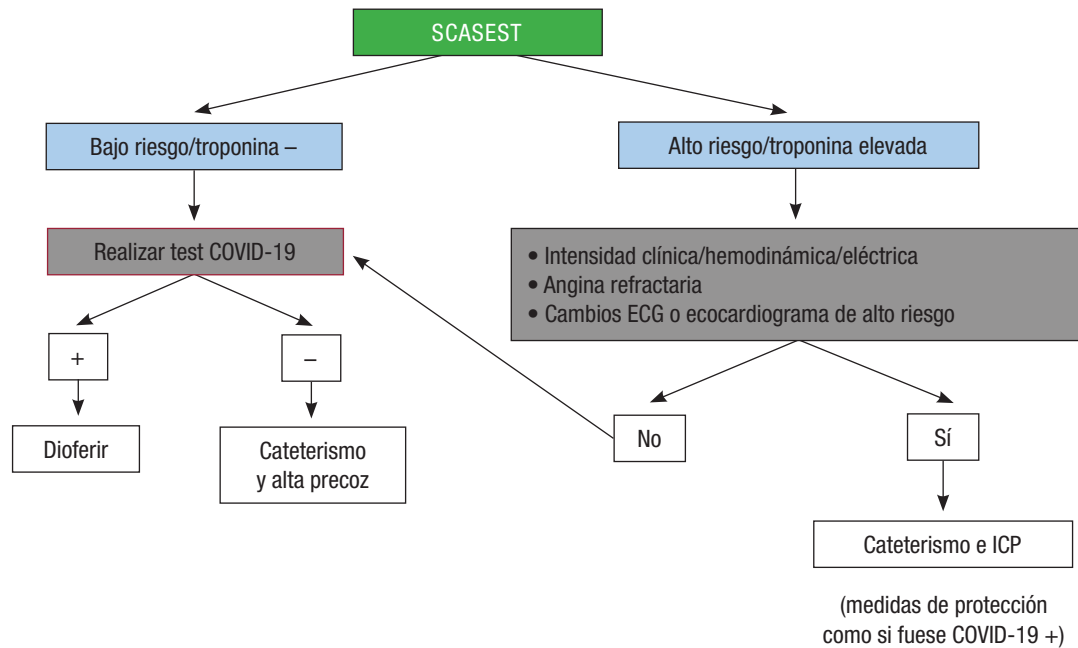 SCASEST
Bajo riesgo/troponina –
Alto riesgo/troponina elevada
Realizar test COVID-19
• Intensidad clínica/hemodinámica/eléctrica
• Angina refractaria
• Cambios ECG o ecocardiograma de alto riesgo
+
–
No
Sí
Dioferir
Cateterismo
y alta precoz
Cateterismo e ICP
(medidas de protección
como si fuese COVID-19 +)